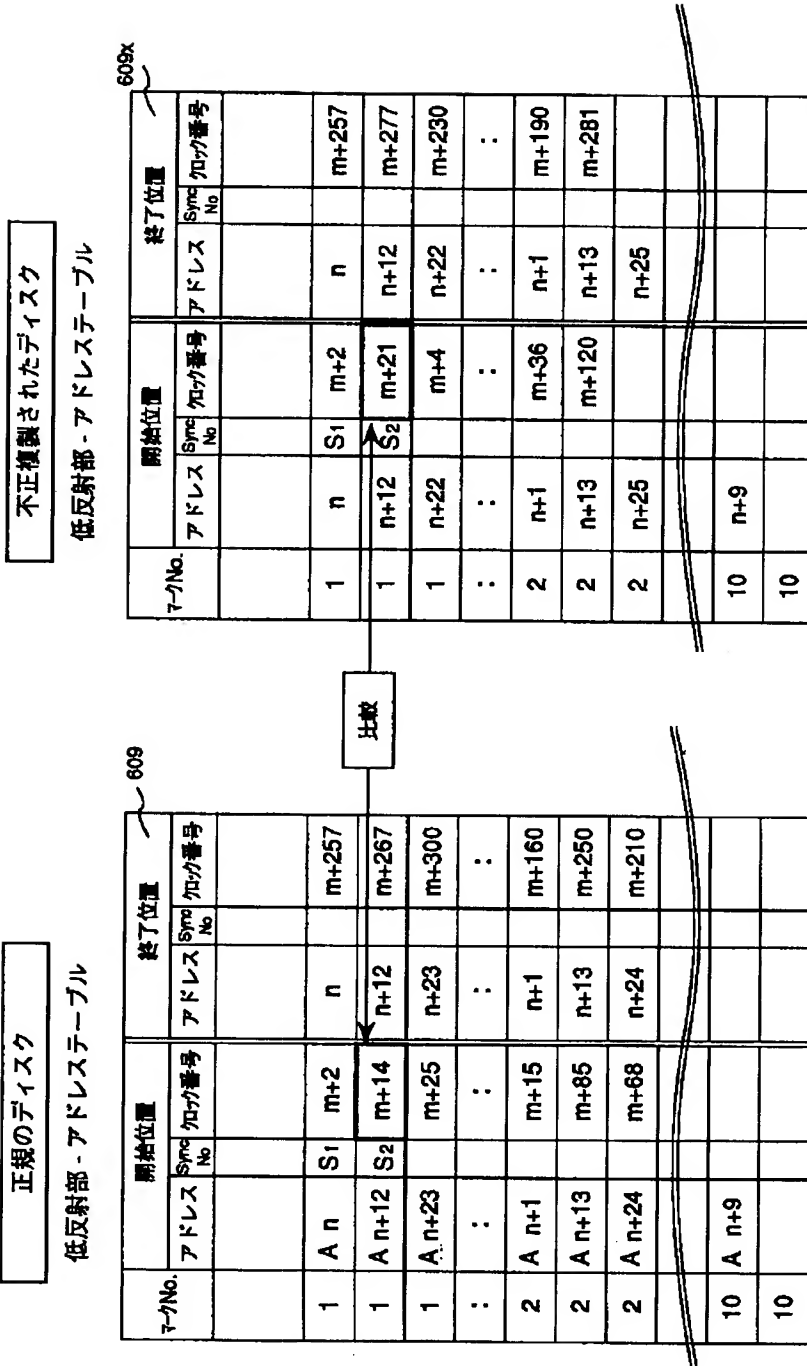 正規のディスク
低反射部 - アドレステーブル
609
マークNo. 開始位置 終了位置
アドレス Sync No クロック番号 アドレス Sync No クロック番号
1 A n S1 m+2 n m+257
1 A n+12 S2 m+14 n+12 m+267
1 A n+23 m+25 n+23 m+300
: : : : :
2 A n+1 m+15 n+1 m+160
2 A n+13 m+85 n+13 m+250
2 A n+24 m+68 n+24 m+210
10 A n+9
10
比較
不正複製されたディスク
低反射部 - アドレステーブル
609x
マークNo. 開始位置 終了位置
アドレス Sync No クロック番号 アドレス Sync No クロック番号
1 n S1 m+2 n m+257
1 n+12 S2 m+21 n+12 m+277
1 n+22 m+4 n+22 m+230
: : : : :
2 n+1 m+36 n+1 m+190
2 n+13 m+120 n+13 m+281
2 n+25 n+25
10 n+9
10